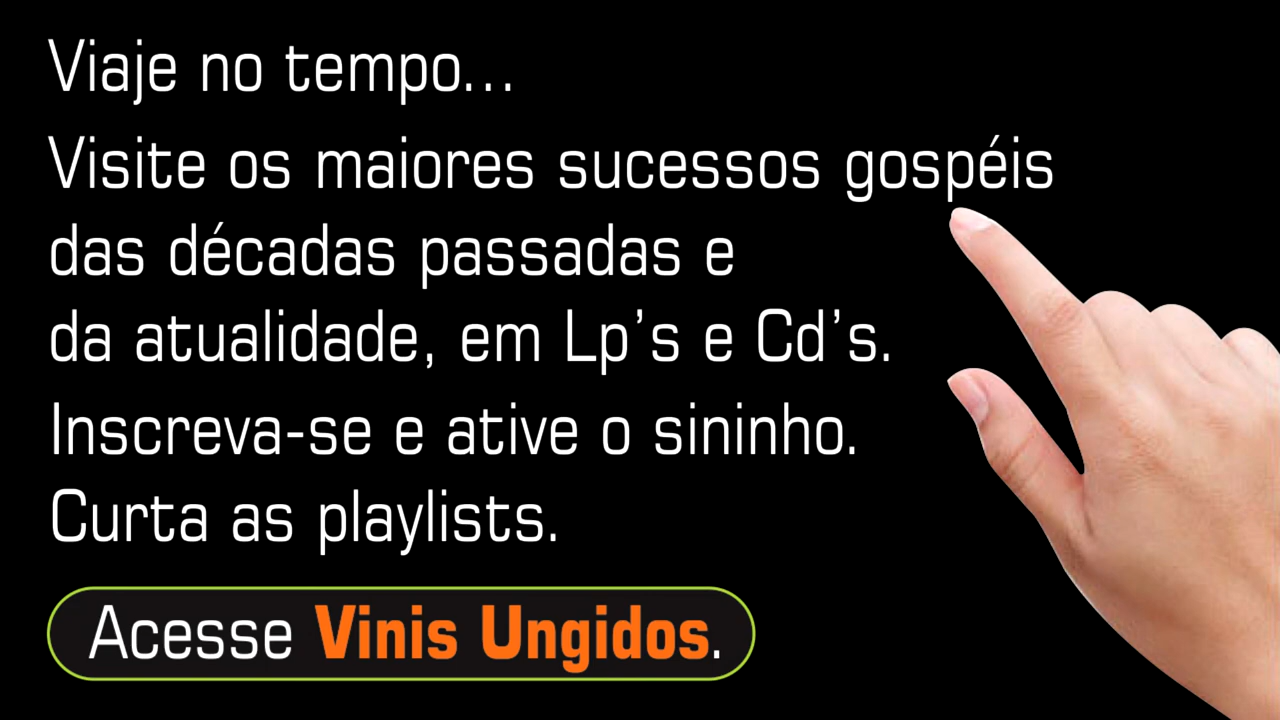 Viaje no tempo...
Visite os maiores sucessos gospéis
das décadas passadas e
da atualidade, em Lp's e Cd's.
Inscreva-se e ative o sininho.
Curta as playlists.
Acesse Vinis Ungidos.